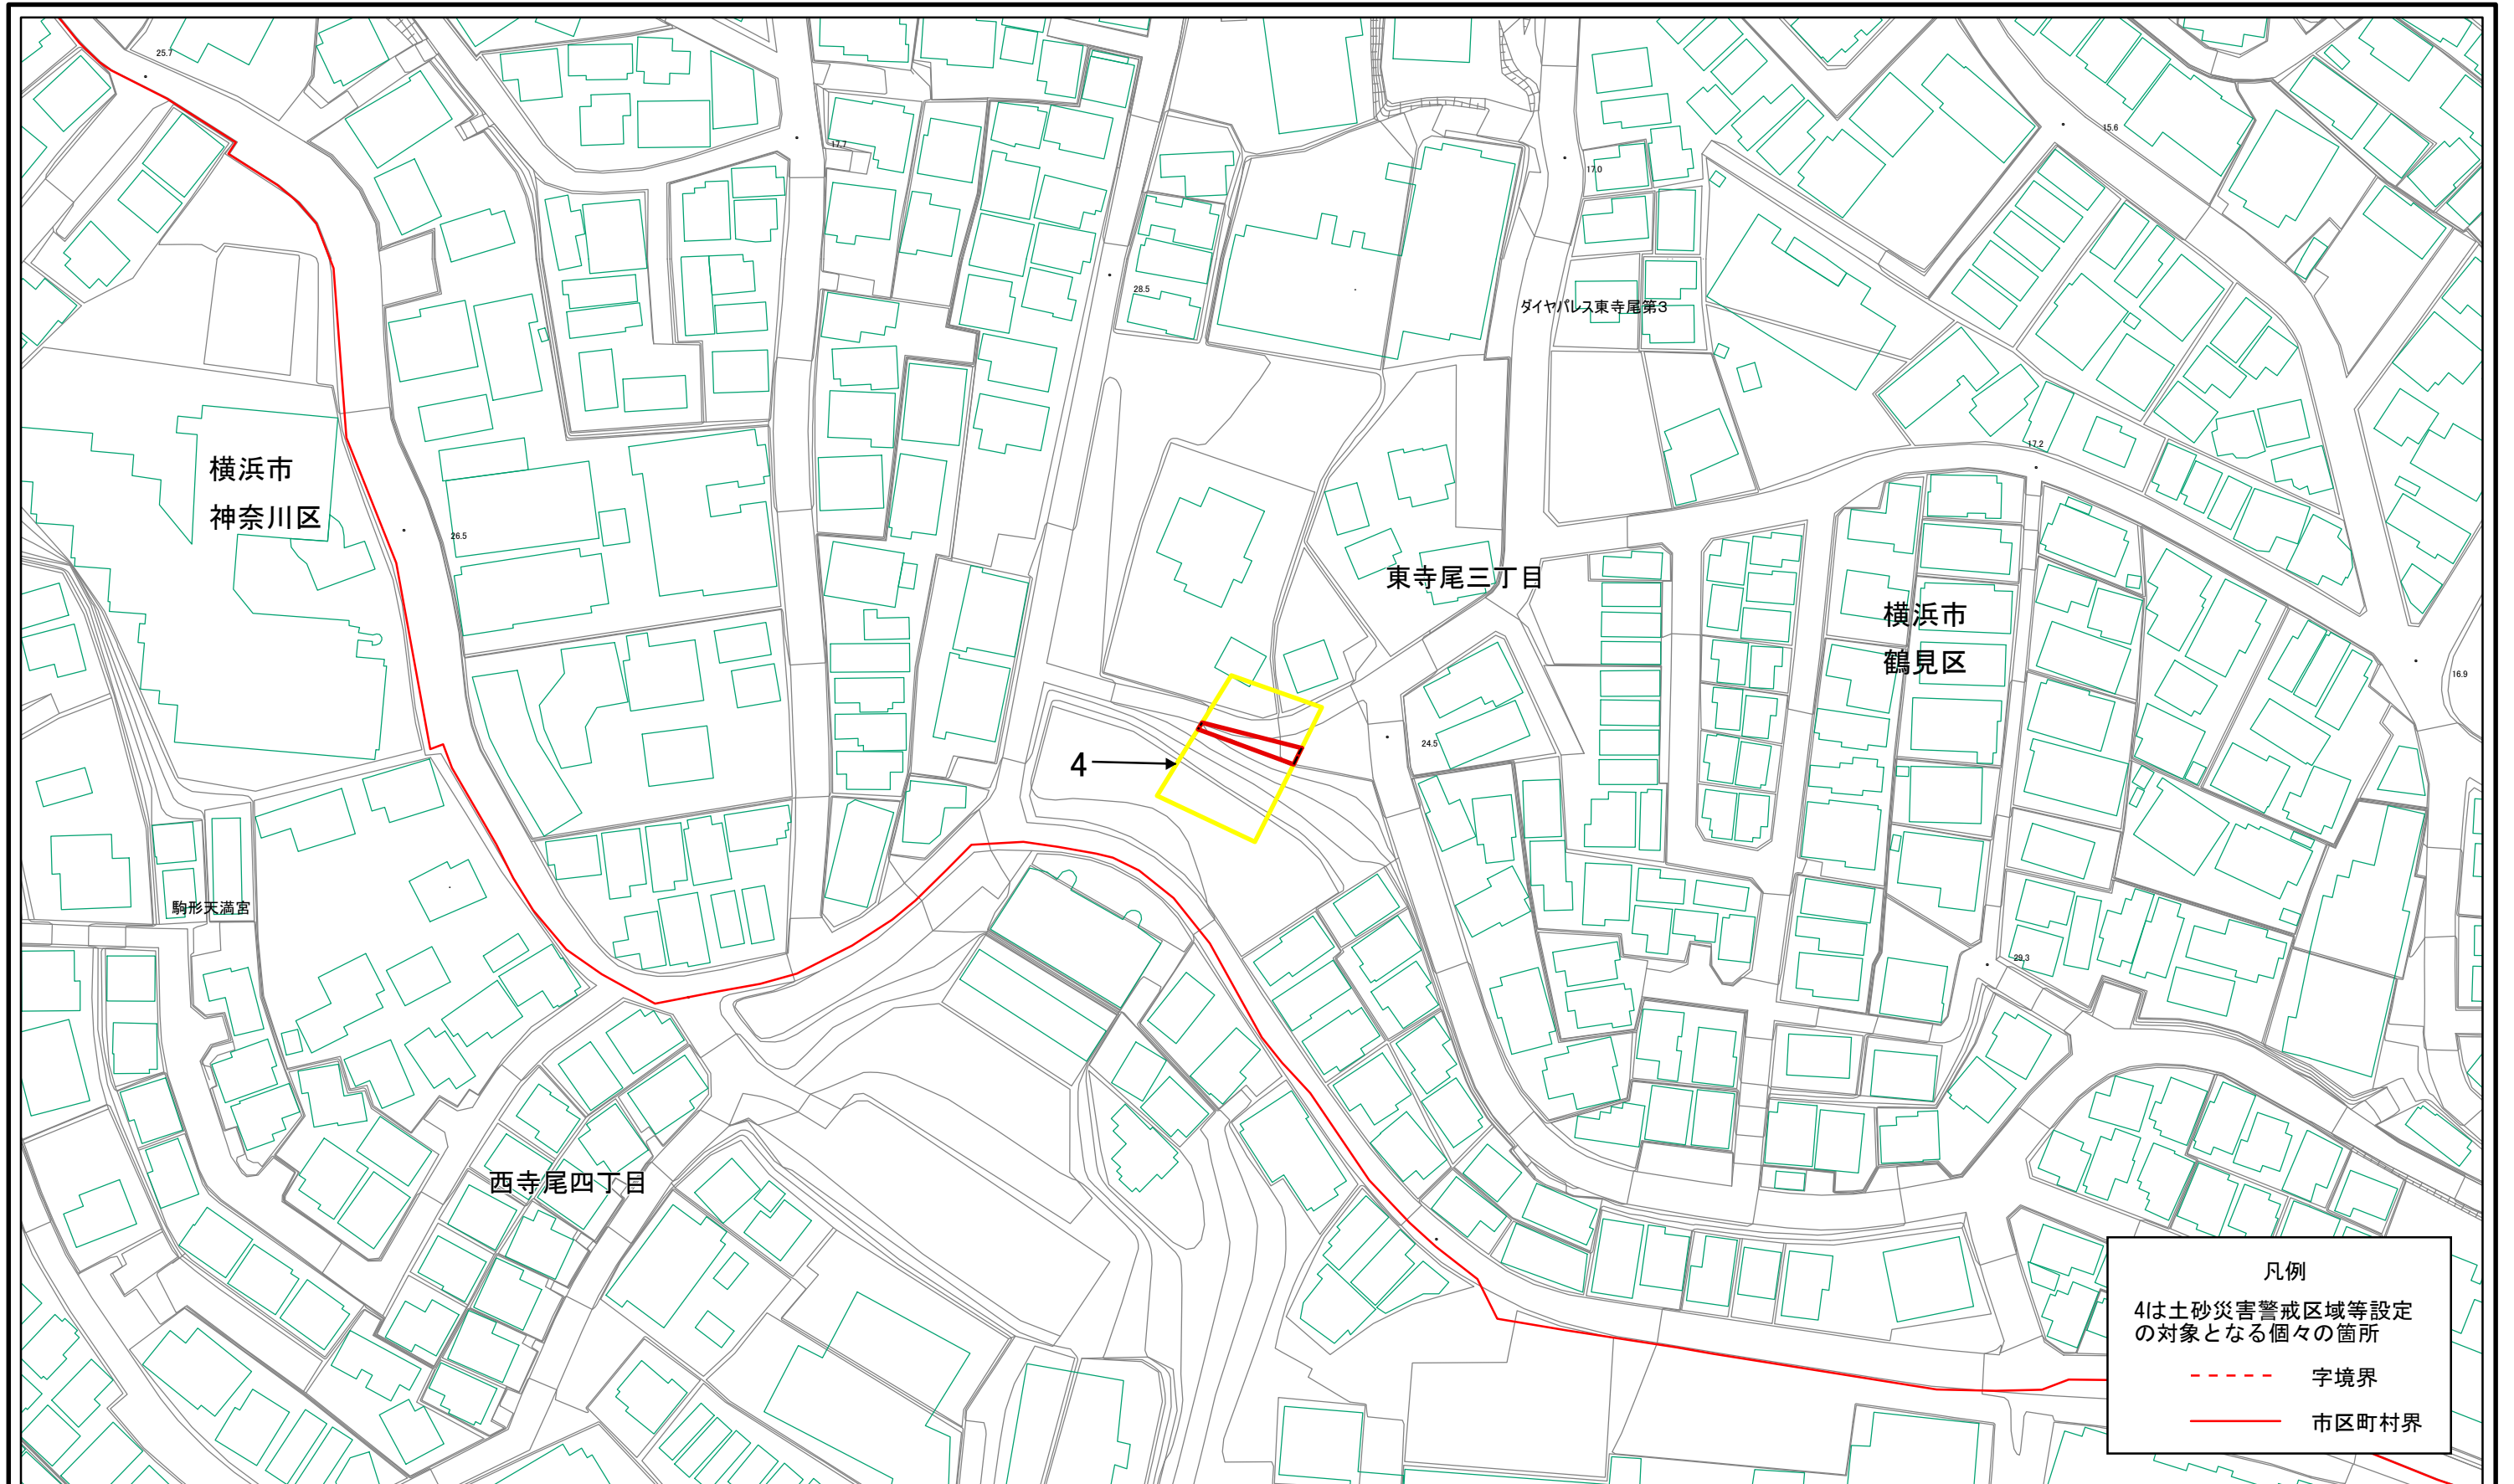 25.7
15.6
17.7
17.0
28.5
ダイヤパレス東寺尾第3
17.2
横浜市
神奈川区
26.5
東寺尾三丁目
横浜市
鶴見区
16.9
24.5
4
駒形天満宮
29.3
西寺尾四丁目
凡例
4は土砂災害警戒区域等設定
の対象となる個々の箇所
字境界
市区町村界